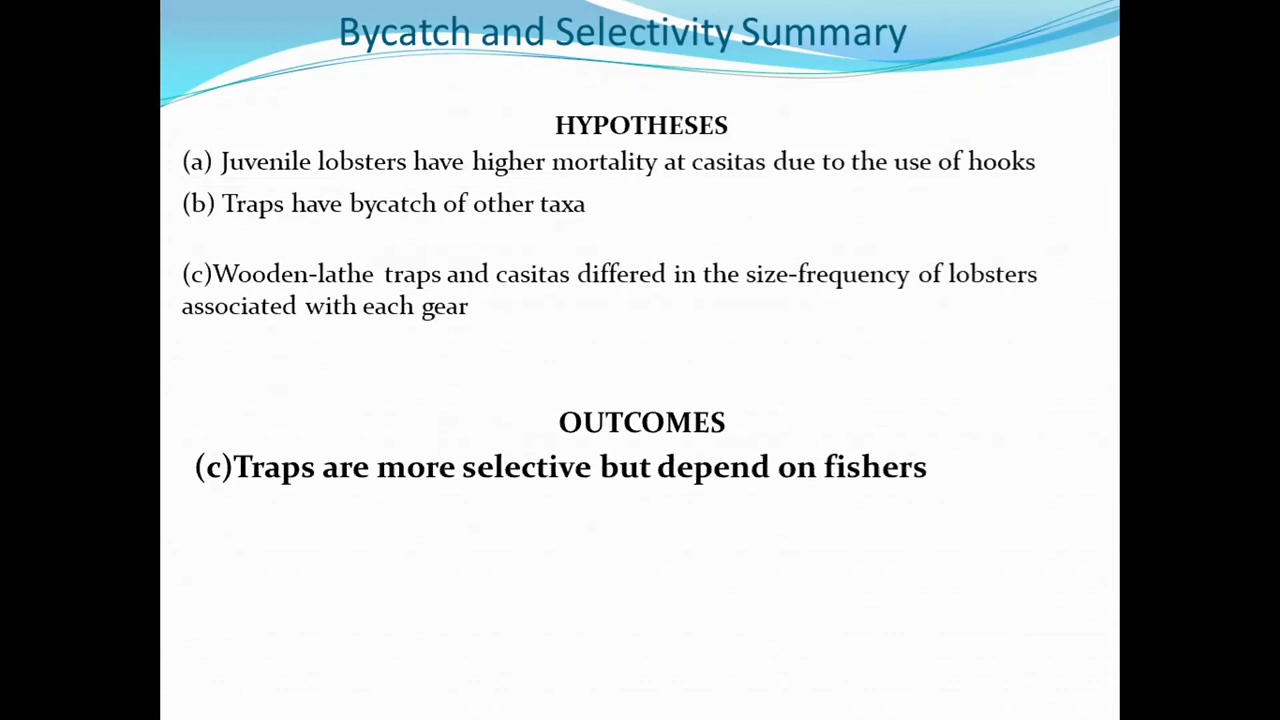 Bycatch and Selectivity Summary
HYPOTHESES
(a) Juvenile lobsters have higher mortality at casitas due to the use of hooks
(b) Traps have bycatch of other taxa
(c)Wooden-lathe traps and casitas differed in the size-frequency of lobsters
associated with each gear
OUTCOMES
(c)Traps are more selective but depend on fishers